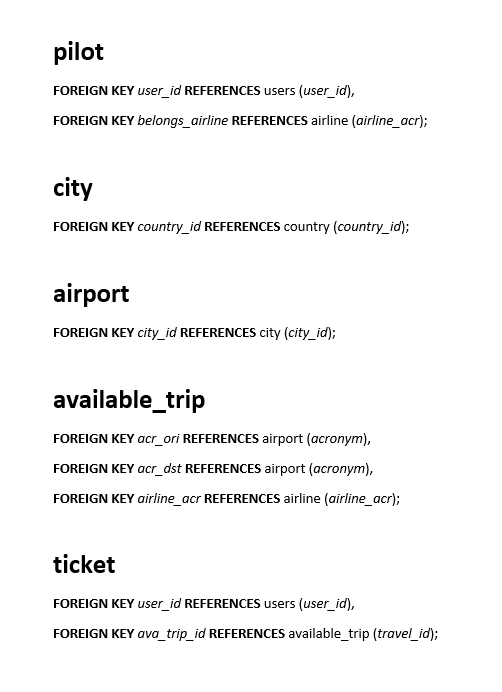 pilot
FOREIGN KEY user_id REFERENCES users (user_id),
FOREIGN KEY belongs_airline REFERENCES airline (airline_acr);
city
FOREIGN KEY country_id REFERENCES country (country_id);
airport
FOREIGN KEY city_id REFERENCES city (city_id);
available_trip
FOREIGN KEY acr_ori REFERENCES airport (acronym),
FOREIGN KEY acr_dst REFERENCES airport (acronym),
FOREIGN KEY airline_acr REFERENCES airline (airline_acr);
ticket
FOREIGN KEY user_id REFERENCES users (user_id),
FOREIGN KEY ava_trip_id REFERENCES available_trip (travel_id);